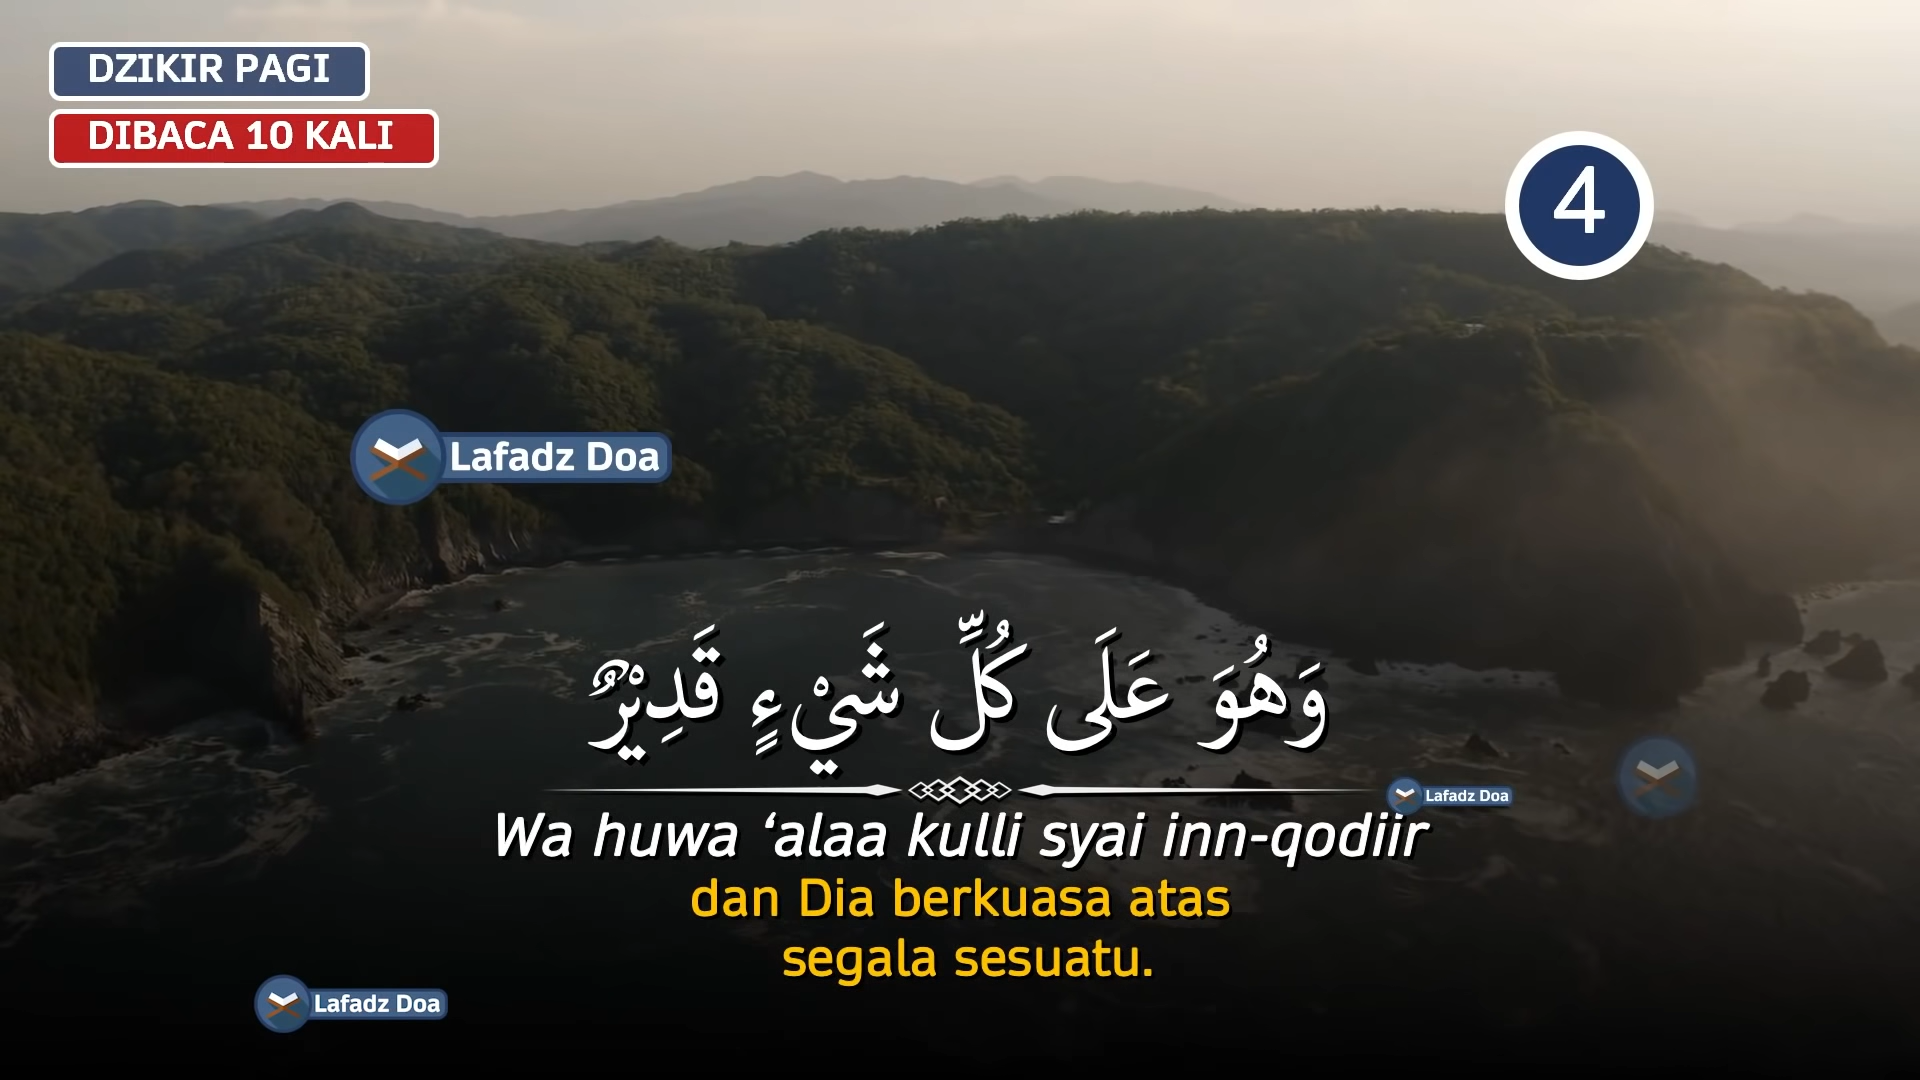 DZIKIR PAGI
DIBACA 10 KALI
4
Lafadz Doa
وَهُوَ عَلَى كُلِّ شَيْءٍ قَدِيْرٌ
Lafadz Doa
Wa huwa ‘alaa kulli syai inn-qodiir
dan Dia berkuasa atas
segala sesuatu.
Lafadz Doa